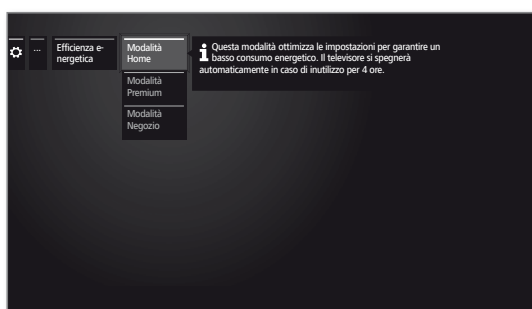 ...
Efficienza e-
nergetica
Modalità
Home
Modalità
Premium
Modalità
Negozio
Questa modalità ottimizza le impostazioni per garantire un
basso consumo energetico. Il televisore si spegnerà
automaticamente in caso di inutilizzo per 4 ore.